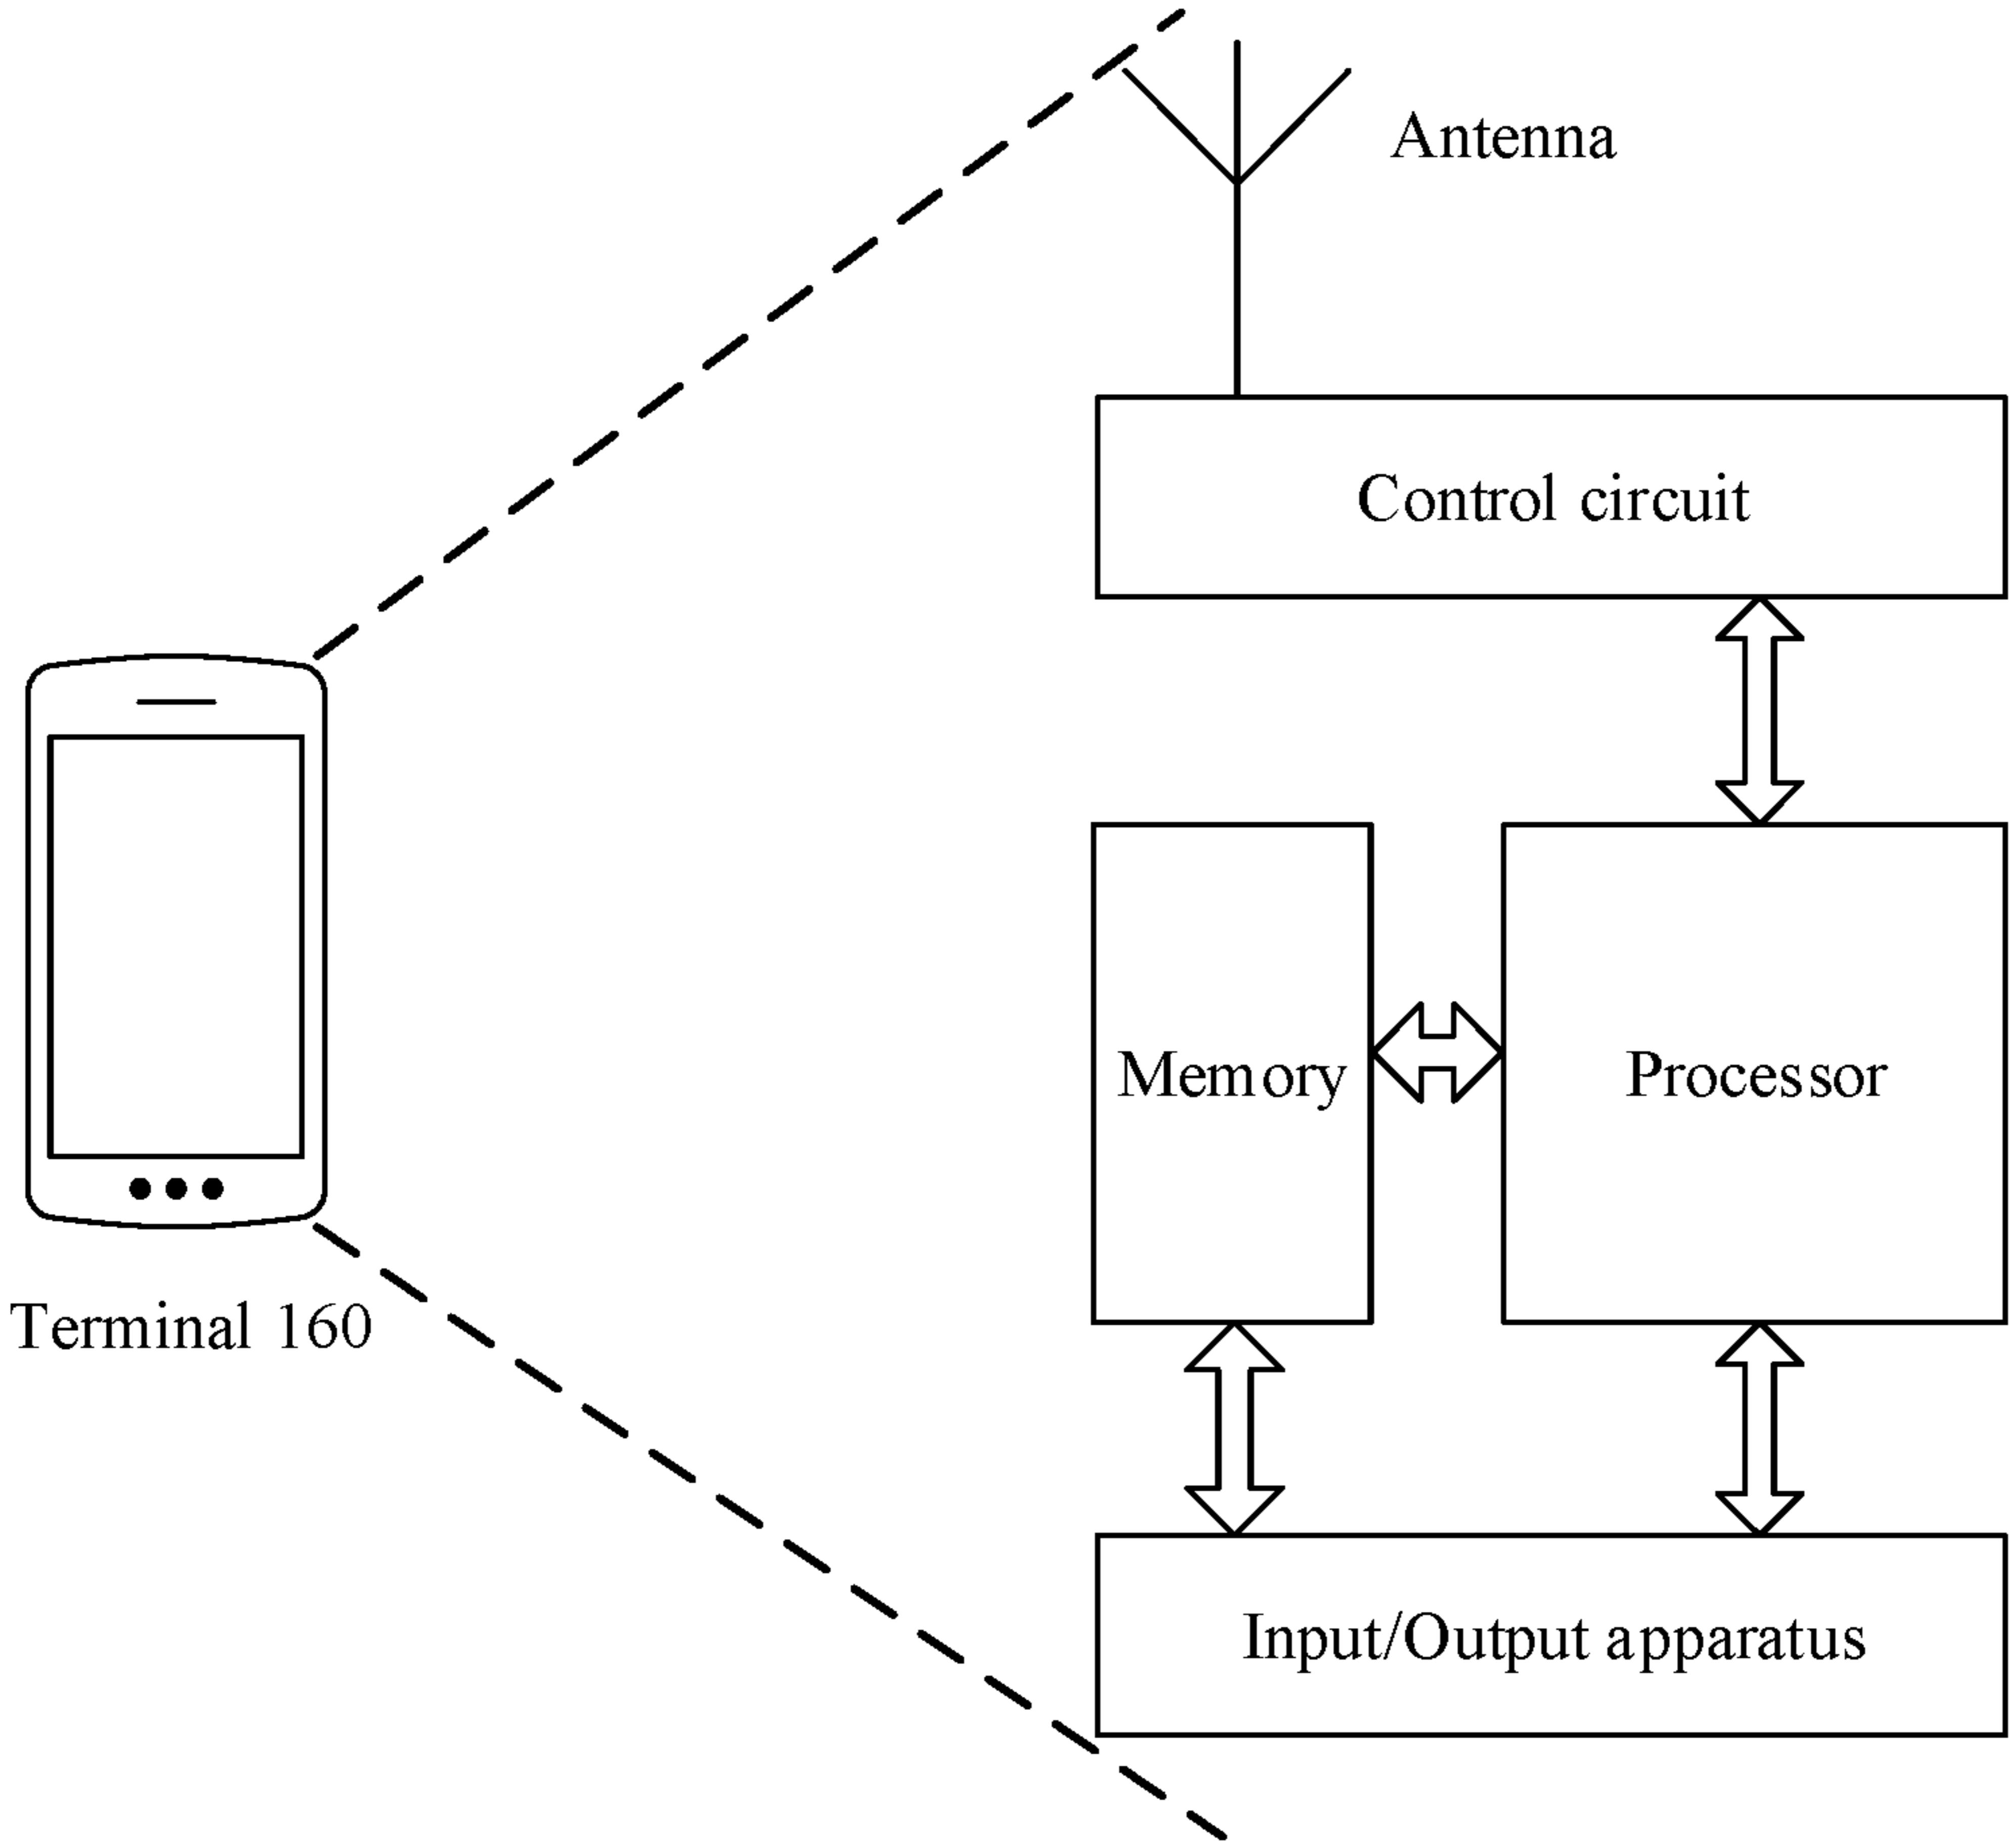 Antenna
Control circuit
Memory
Processor
Terminal 160
Input/Output apparatus